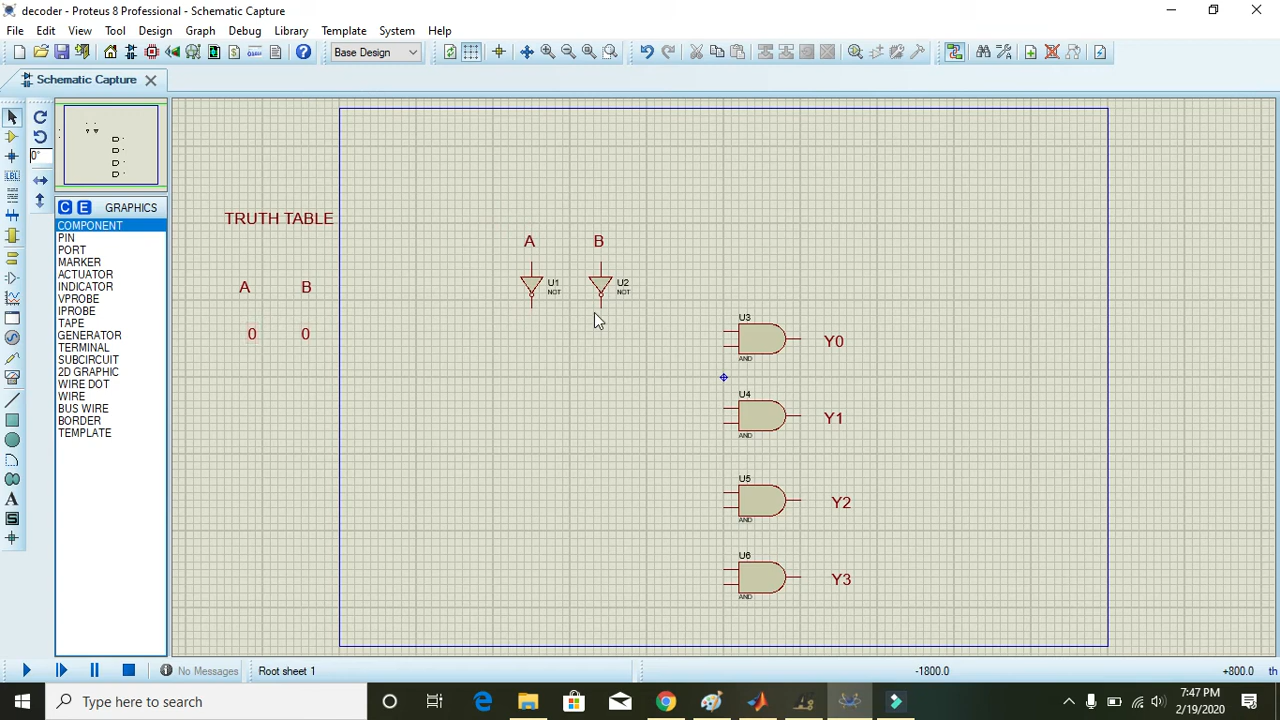 decoder - Proteus 8 Professional - Schematic Capture
File Edit View Tool Design Graph Debug Library Template System Help
Base Design
Schematic Capture
0°
LBL
C E GRAPHICS
COMPONENT
PIN
PORT
MARKER
ACTUATOR
INDICATOR
VPROBE
IPROBE
TAPE
GENERATOR
TERMINAL
SUBCIRCUIT
2D GRAPHIC
WIRE DOT
WIRE
BUS WIRE
BORDER
TEMPLATE
A
S
TRUTH TABLE
A B
0 0
A B
U1
NOT
U2
NOT
U3
AND
Y0
U4
AND
Y1
U5
AND
Y2
U6
AND
Y3
No Messages
Root sheet 1
-1800.0
+800.0
th
Type here to search
7:47 PM
2/19/2020